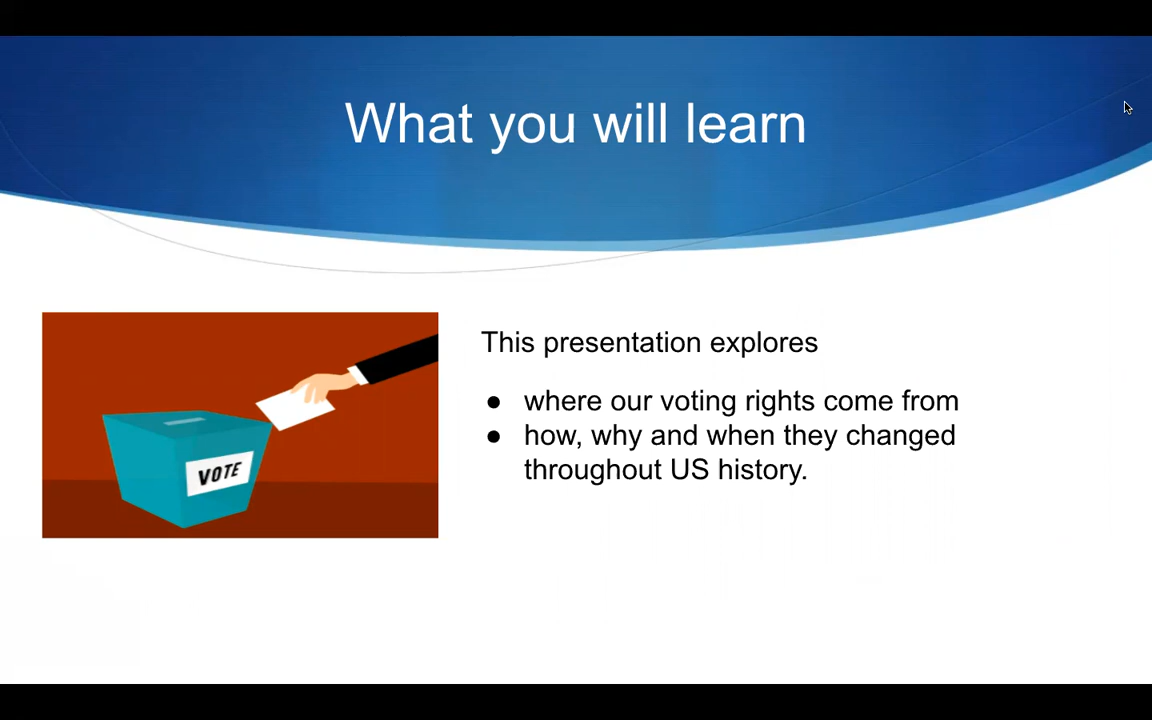 What you will learn
This presentation explores
● where our voting rights come from
● how, why and when they changed
throughout US history.
VOTE